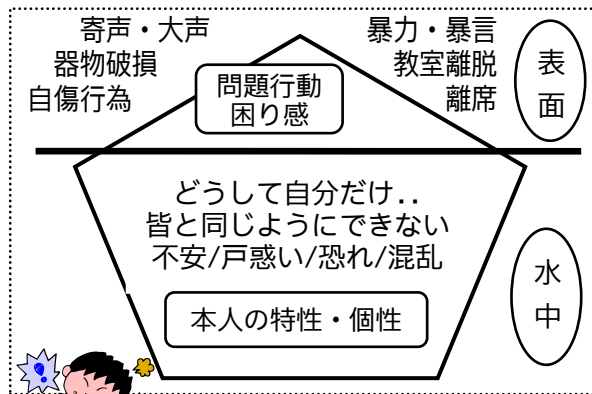 寄声・大声
器物破損
自傷行為
暴力・暴言
教室離脱
離席
表面
問題行動
困り感
どうして自分だけ..
皆と同じようにできない
不安/戸惑い/恐れ/混乱
本人の特性・個性
水中